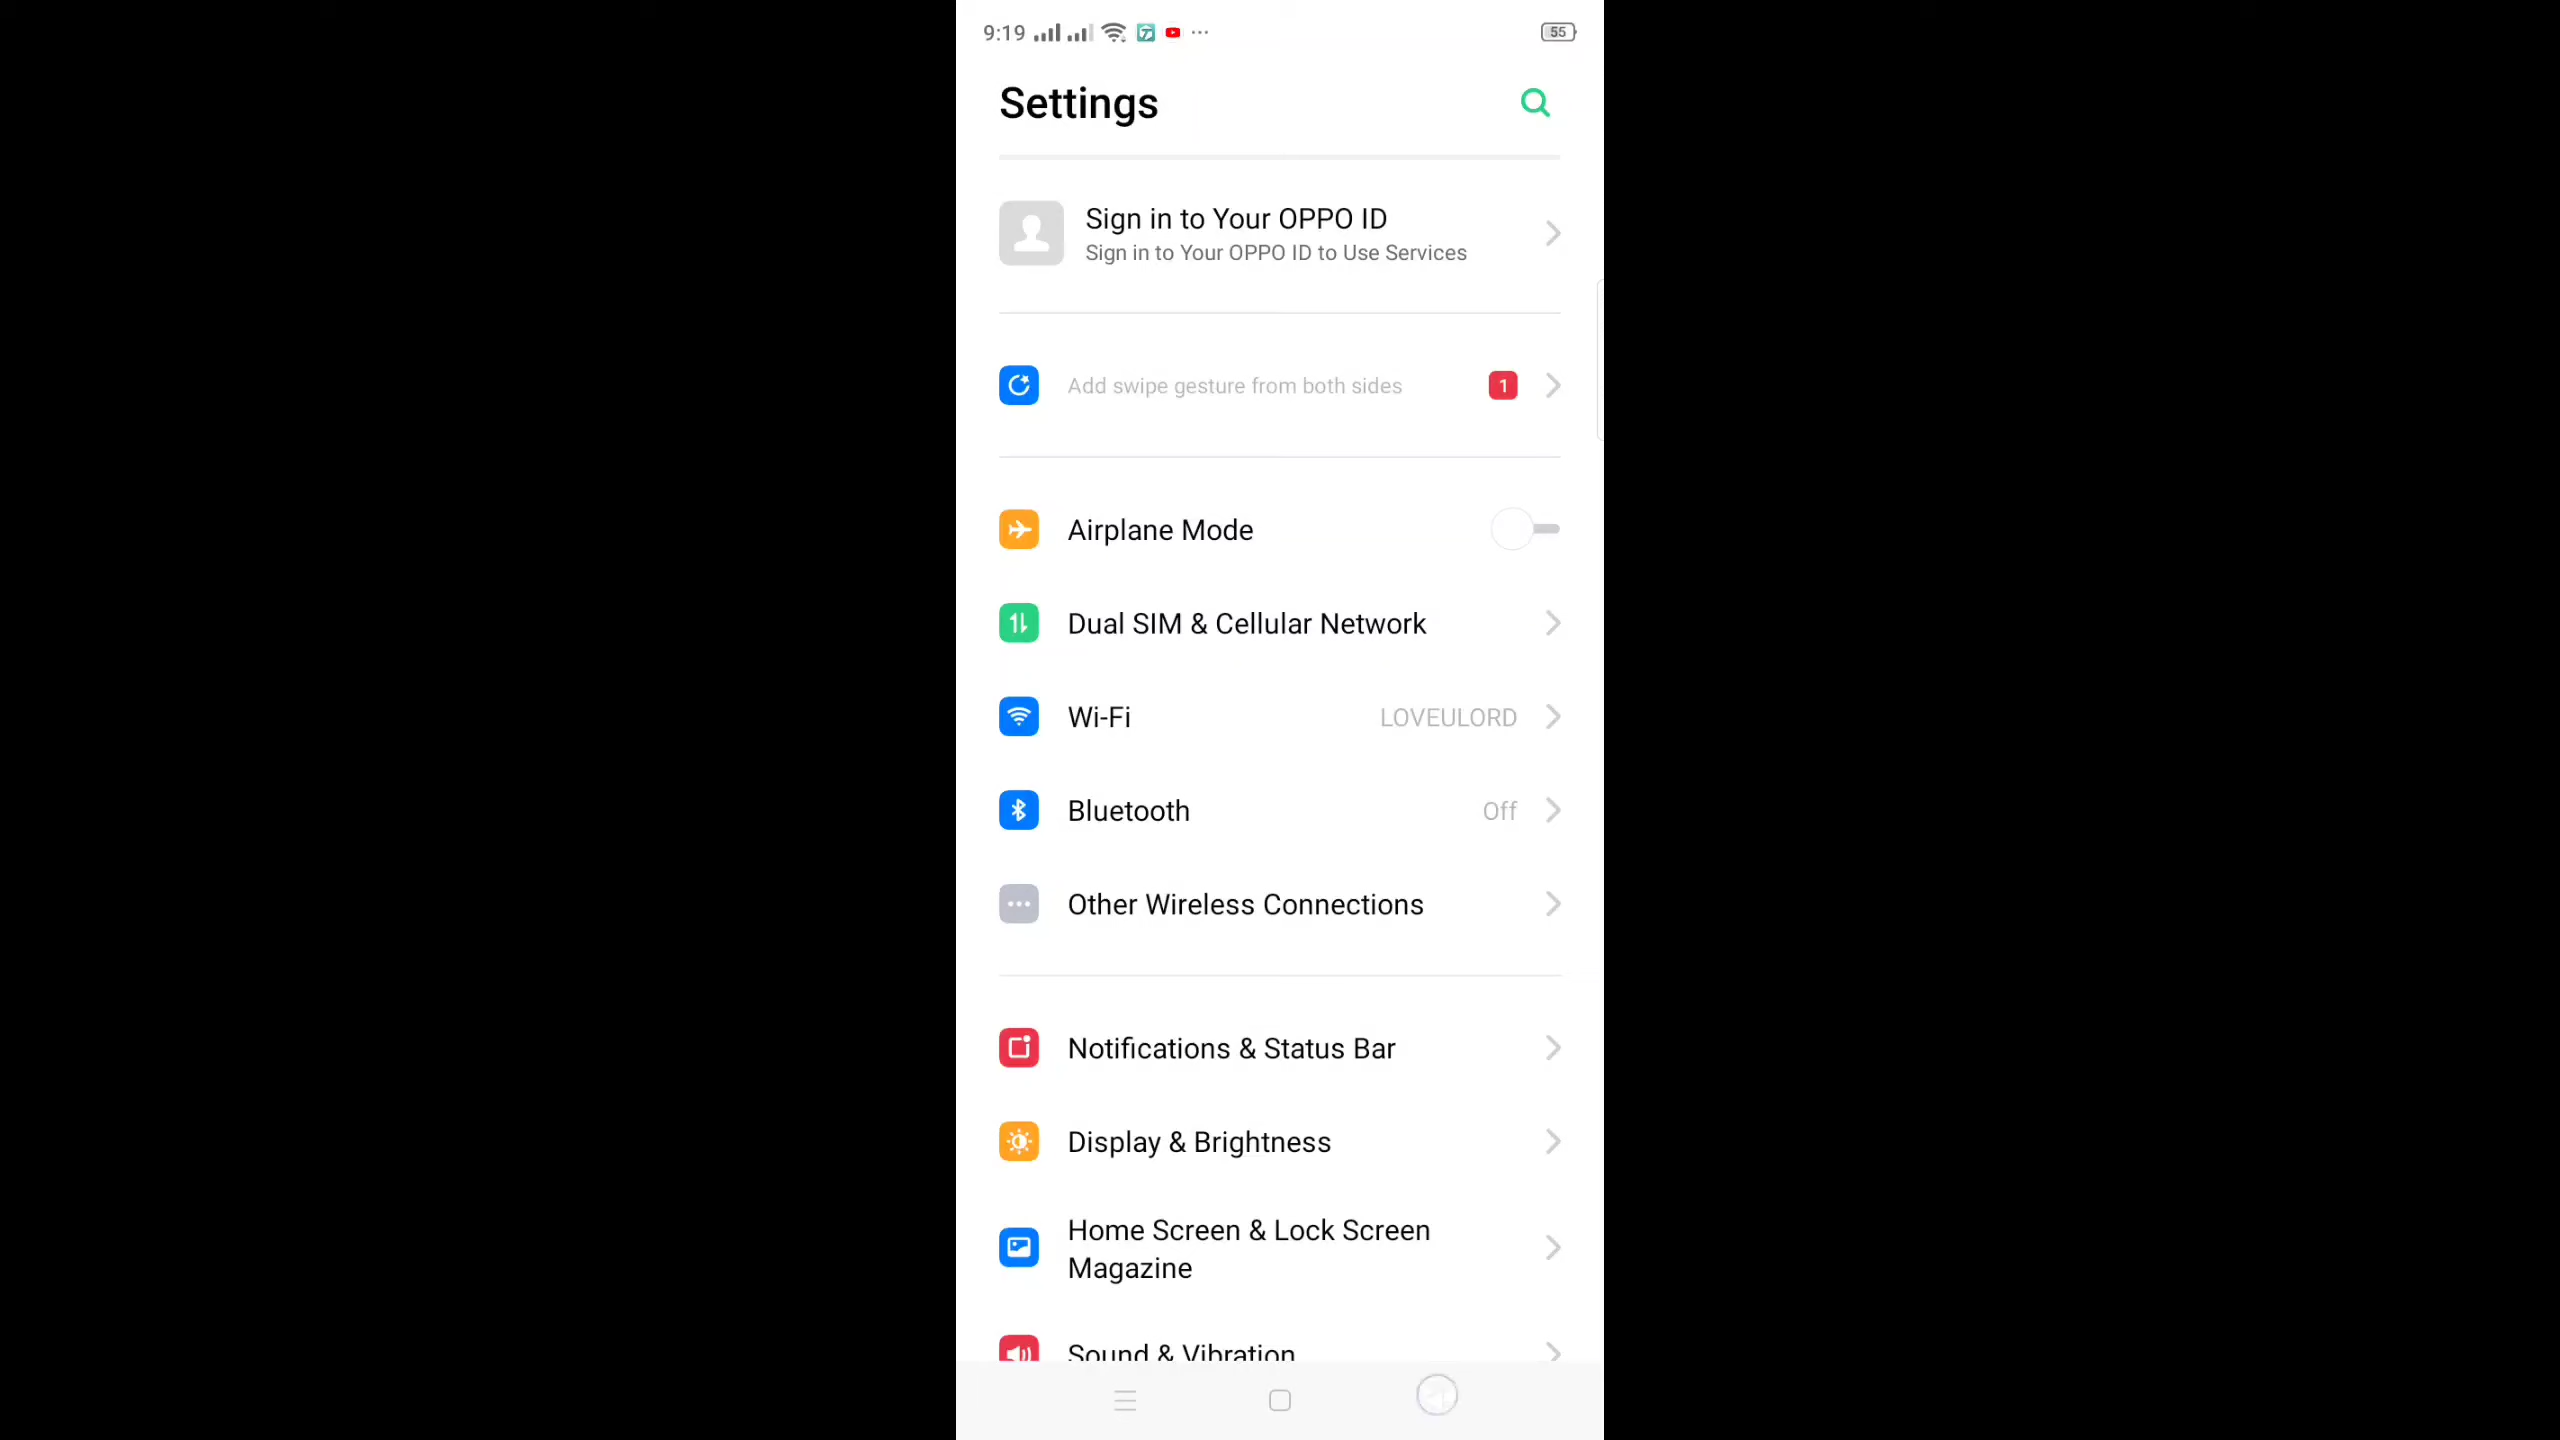 9:19
55
Settings
Sign in to Your OPPO ID
Sign in to Your OPPO ID to Use Services
Add swipe gesture from both sides 1
Airplane Mode
Dual SIM & Cellular Network
Wi-Fi LOVEULORD
Bluetooth Off
Other Wireless Connections
Notifications & Status Bar
Display & Brightness
Home Screen & Lock Screen
Magazine
Sound & Vibration